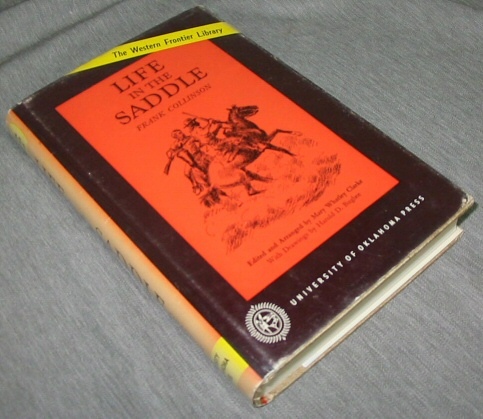 The Western Frontier Library
LIFE
IN THE
SADDLE
FRANK COLLINSON
Edited and Arranged by Mary Whatley Clarke
With Drawings by Harold D. Bugbee
UNIVERSITY OF OKLAHOMA PRESS